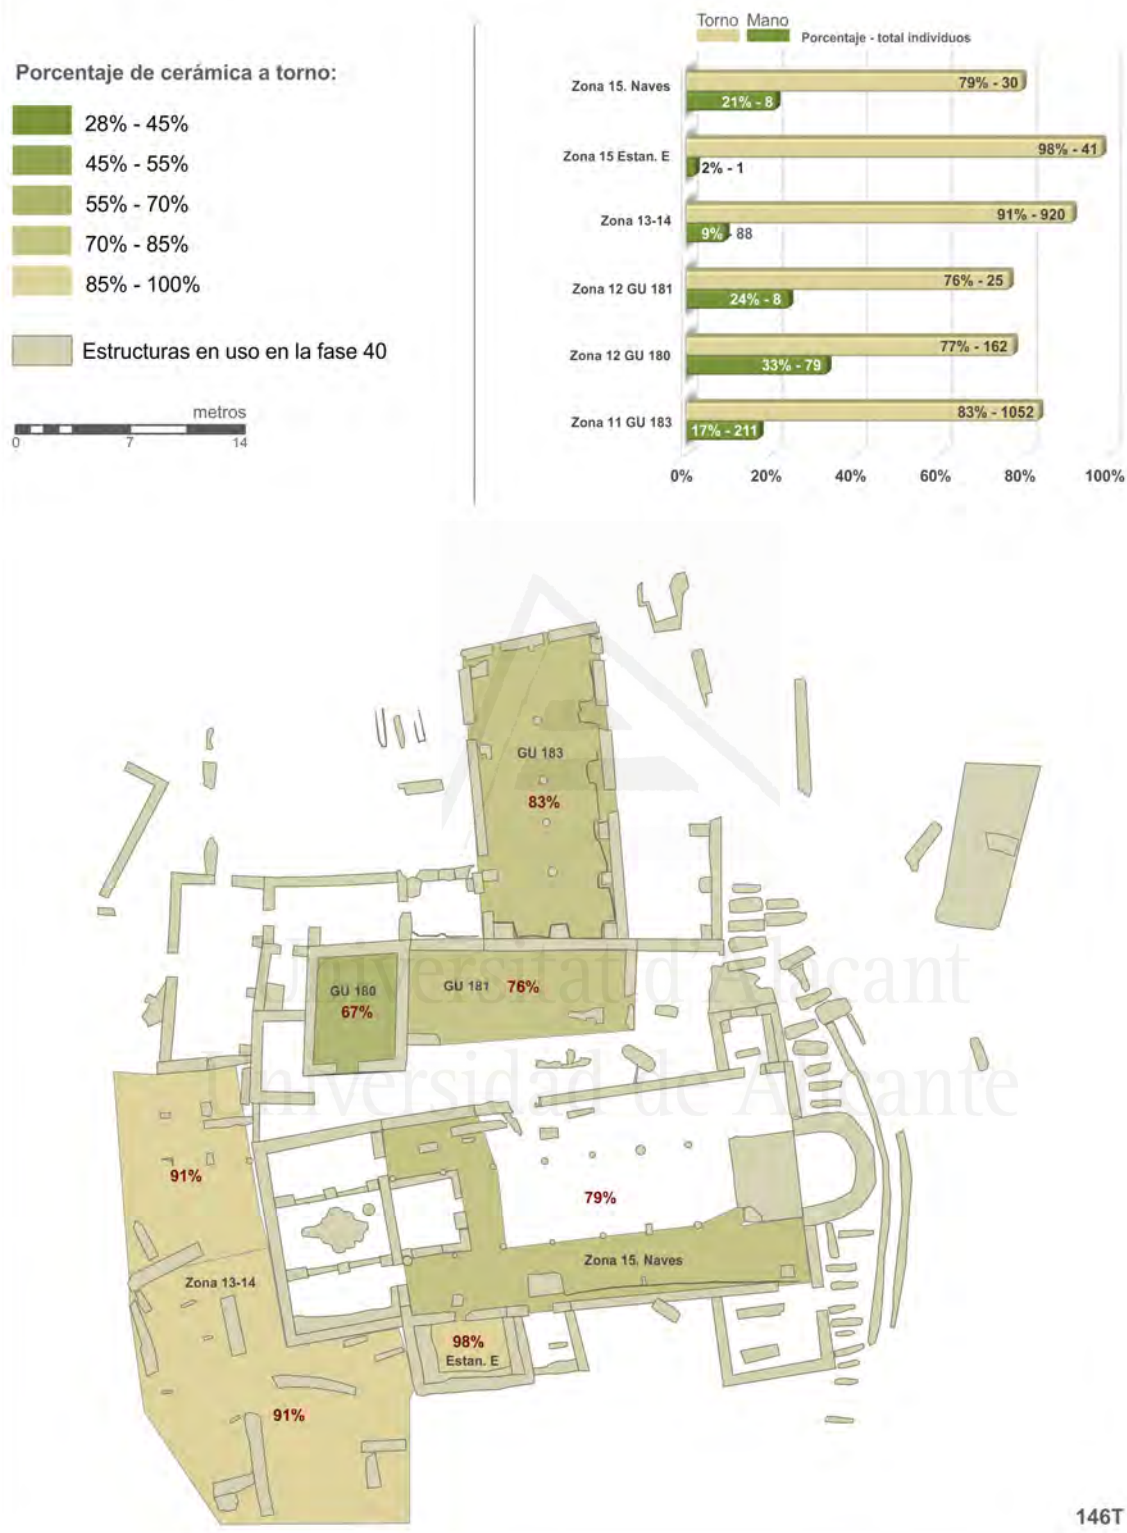 Porcentaje de cerámica a torno:
28% - 45%
45% - 55%
55% - 70%
70% - 85%
85% - 100%
Estructuras en uso en la fase 40
metros
0 7 14
Torno Mano
Porcentaje - total individuos
Zona 15. Naves
79% - 30
21% - 8
Zona 15 Estan. E
98% - 41
2% - 1
Zona 13-14
91% - 920
9% - 88
Zona 12 GU 181
76% - 25
24% - 8
Zona 12 GU 180
77% - 162
33% - 79
Zona 11 GU 183
83% - 1052
17% - 211
0% 20% 40% 60% 80% 100%
GU 183
83%
Universitat d'Alacant
Universidad de Alicante
GU 180
67%
GU 181 76%
91%
79%
Zona 15. Naves
Zona 13-14
98%
Estan. E
91%
146T